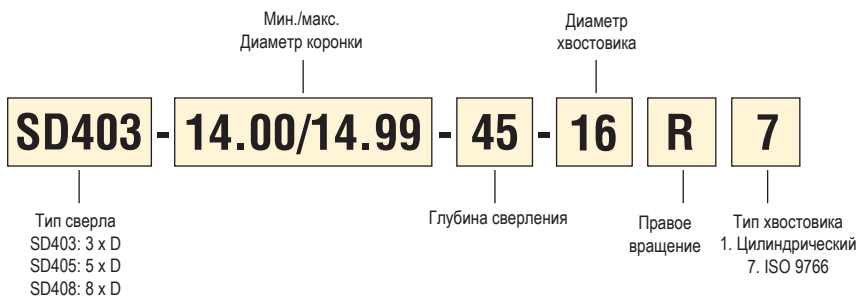 Мин./макс.
Диаметр коронки
Диаметр
хвостовика
SD403 - 14.00/14.99 - 45 - 16 R 7
Тип сверла
SD403: 3 x D
SD405: 5 x D
SD408: 8 x D
Глубина сверления
Правое
вращение
Тип хвостовика
1. Цилиндрический
7. ISO 9766